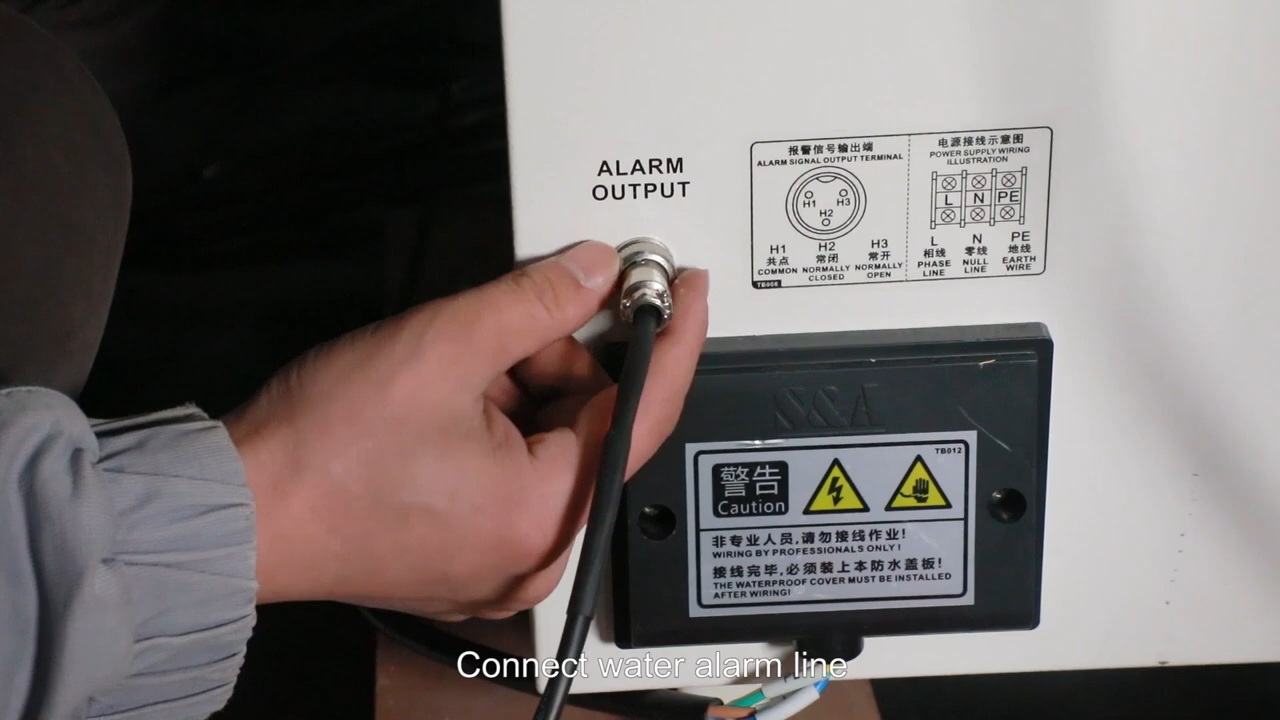 ALARM
OUTPUT
报警信号输出端
ALARM SIGNAL OUTPUT TERMINAL
H1
H3
H2
H1
H2
H3
共点
常闭
常开
COMMON
NORMALLY
CLOSED
NORMALLY
OPEN
TB006
电源接线示意图
POWER SUPPLY WIRING
ILLUSTRATION
L N PE
L
N
PE
相线
零线
地线
PHASE
LINE
NULL
LINE
EARTH
WIRE
S&A
TB012
警告
Caution
非专业人员,请勿接线作业!
WIRING BY PROFESSIONALS ONLY!
接线完毕,必须装上本防水盖板!
THE WATERPROOF COVER MUST BE INSTALLED
AFTER WIRING!
Connect water alarm line